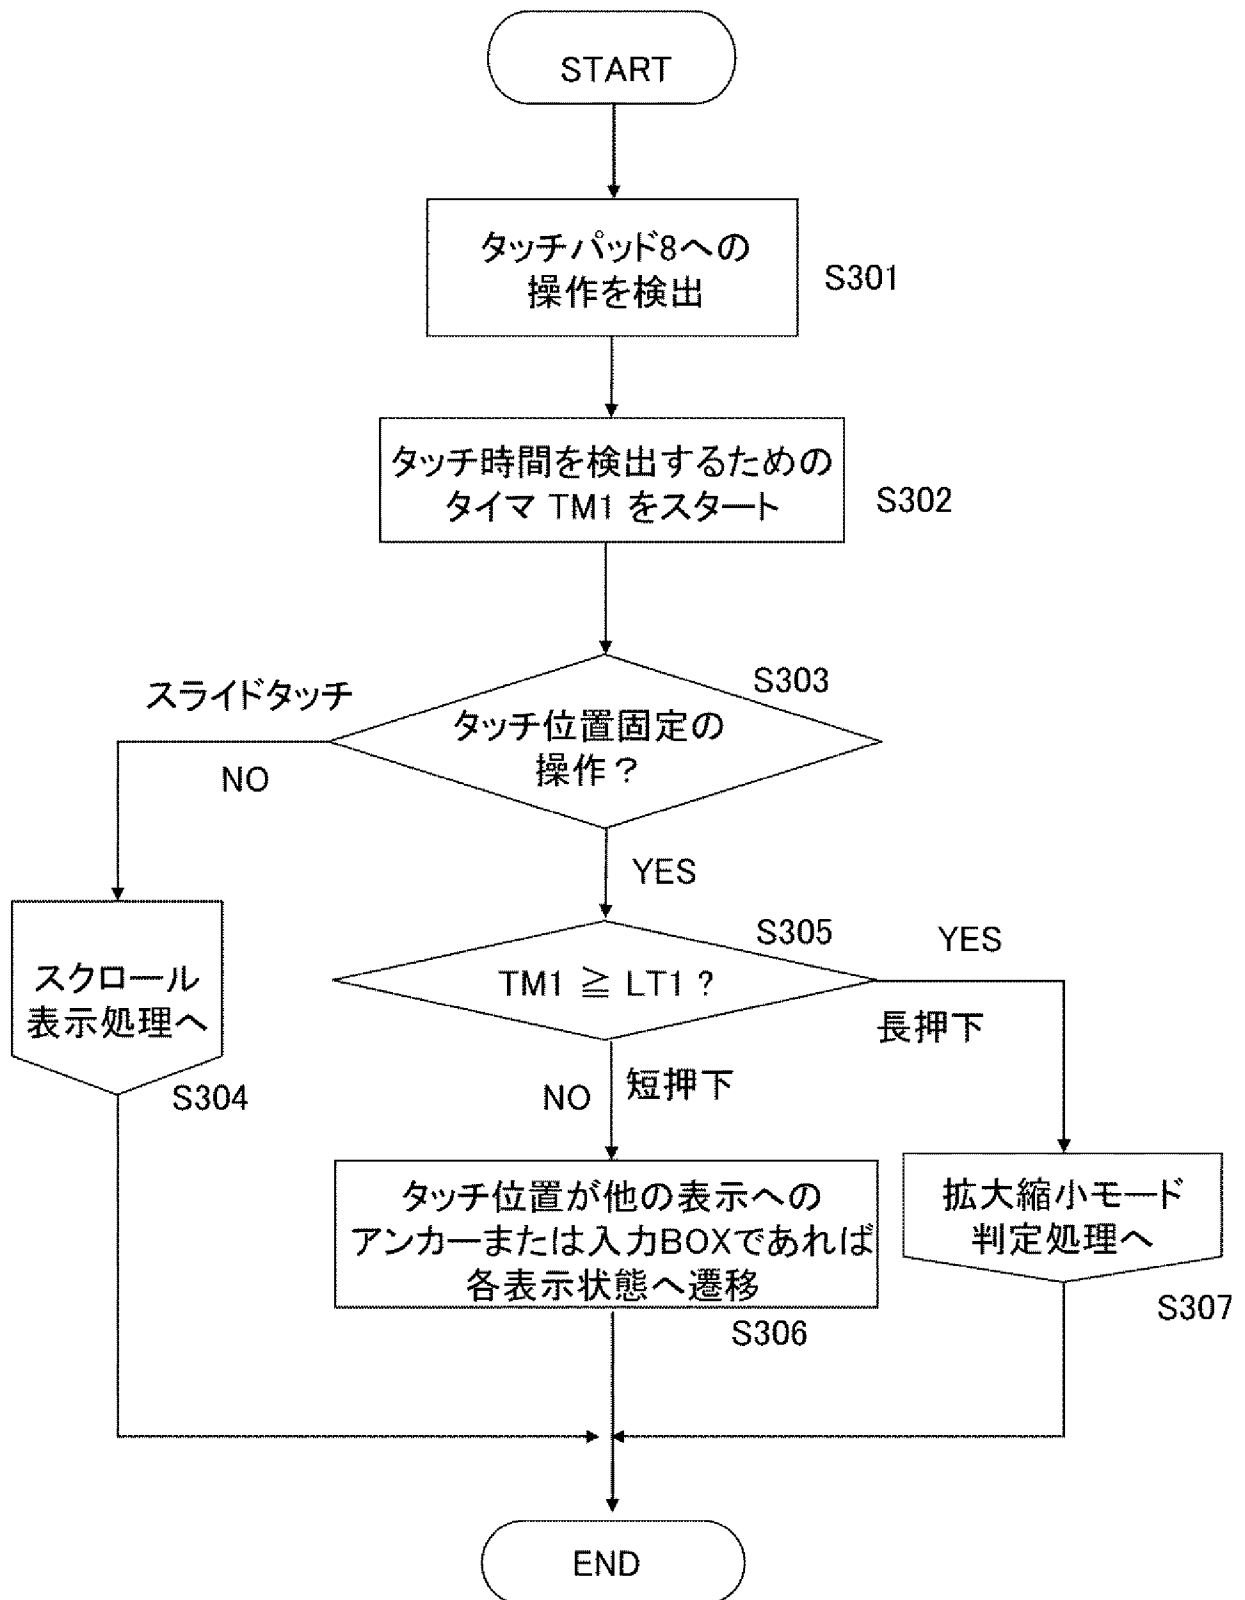 START
タッチパッド8への
操作を検出
S301
タッチ時間を検出するための
タイマ TM1 をスタート
S302
S303
スライドタッチ
タッチ位置固定の
操作？
NO
YES
S305
YES
TM1 ≧ LT1 ?
長押下
スクロール
表示処理へ
S304
NO
短押下
タッチ位置が他の表示への
アンカーまたは入力BOXであれば
各表示状態へ遷移
S306
拡大縮小モード
判定処理へ
S307
END